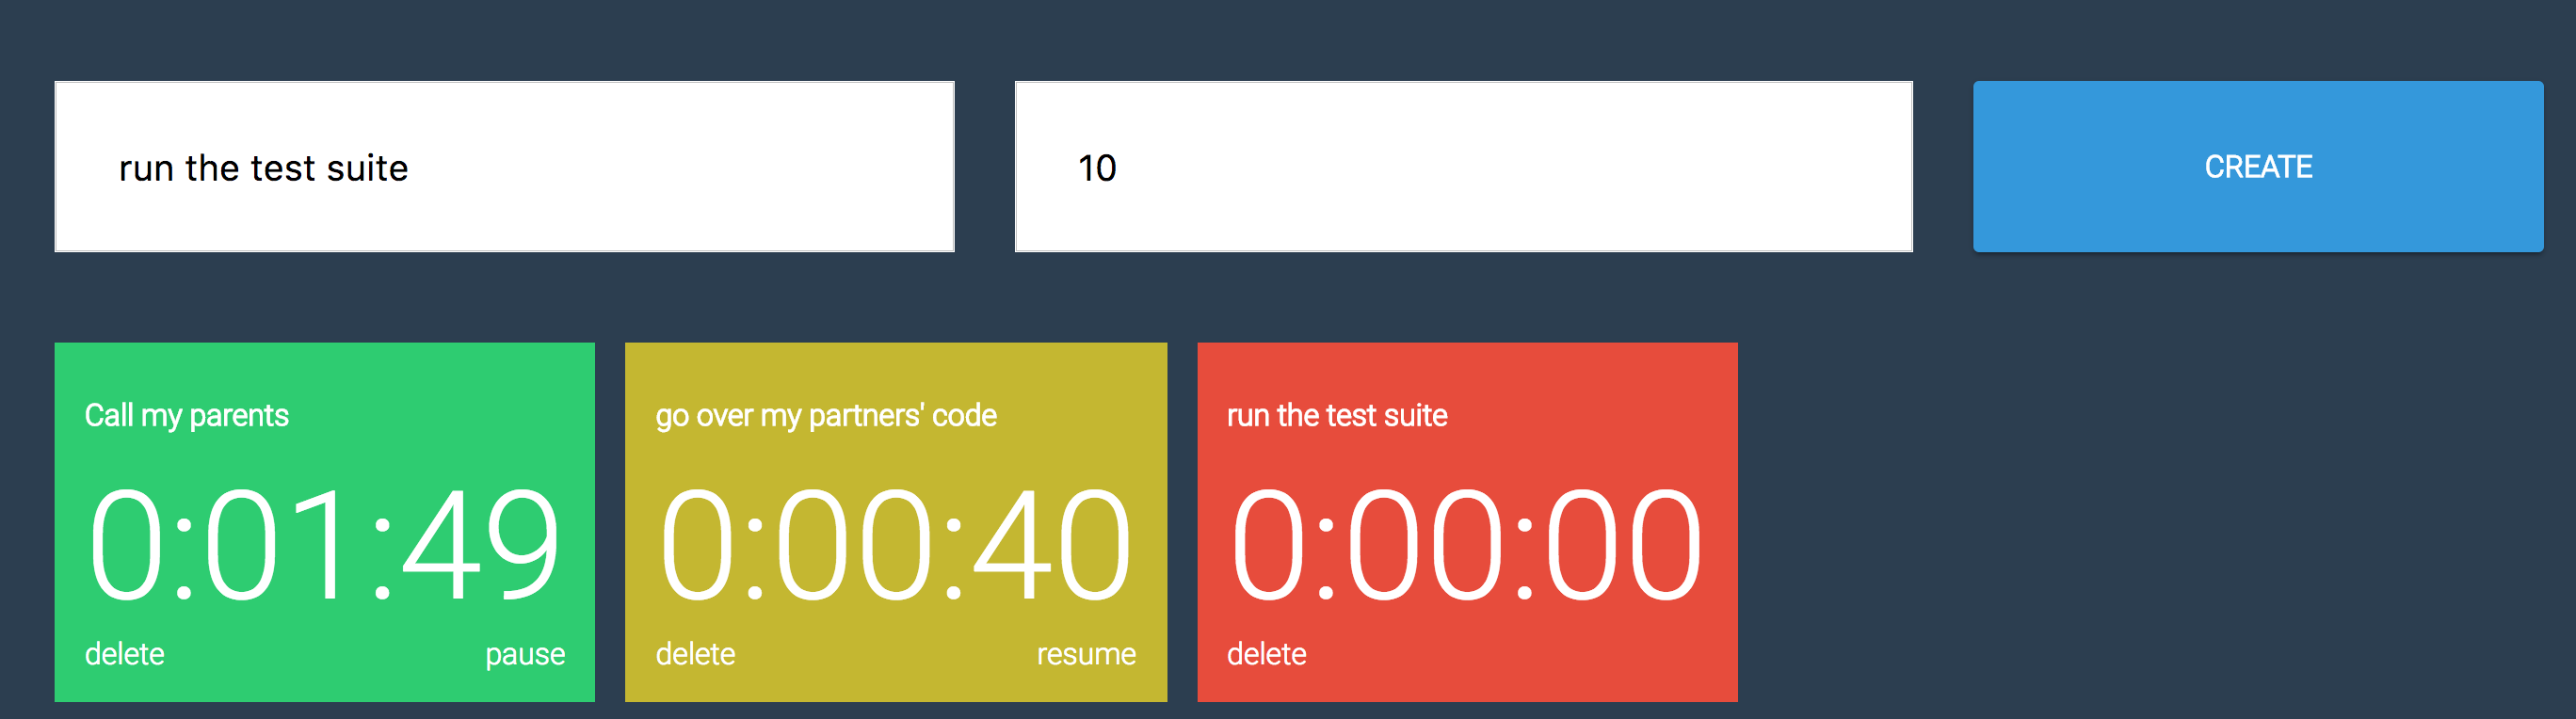 run the test suite
10
CREATE
Call my parents
0:01:49
delete
pause
go over my partners' code
0:00:40
delete
resume
run the test suite
0:00:00
delete